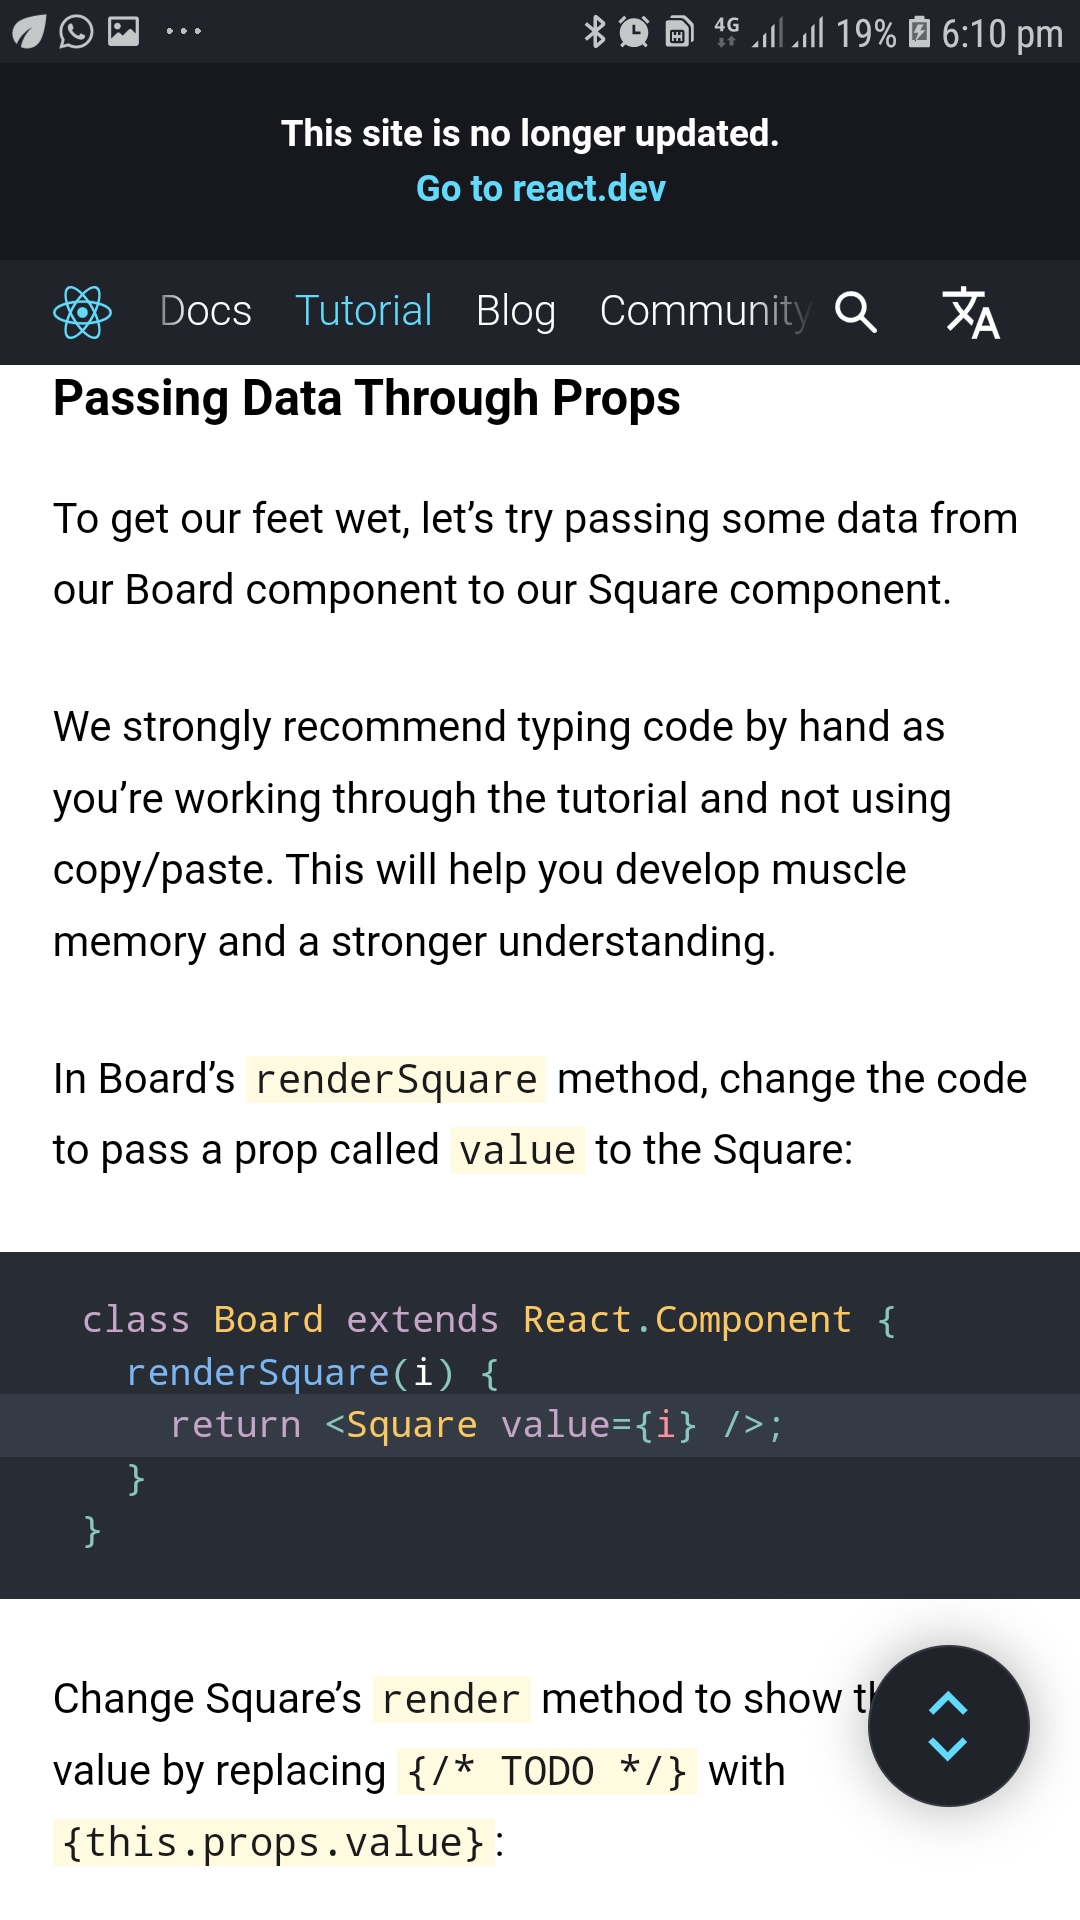 4G 19% 6:10 pm
This site is no longer updated.
Go to react.dev
Docs Tutorial Blog Community
Passing Data Through Props
To get our feet wet, let’s try passing some data from
our Board component to our Square component.
We strongly recommend typing code by hand as
you’re working through the tutorial and not using
copy/paste. This will help you develop muscle
memory and a stronger understanding.
In Board’s renderSquare method, change the code
to pass a prop called value to the Square:
class Board extends React.Component {
  renderSquare(i) {
    return <Square value={i} />;
  }
}
Change Square’s render method to show
value by replacing {/* TODO */} with
{this.props.value}: